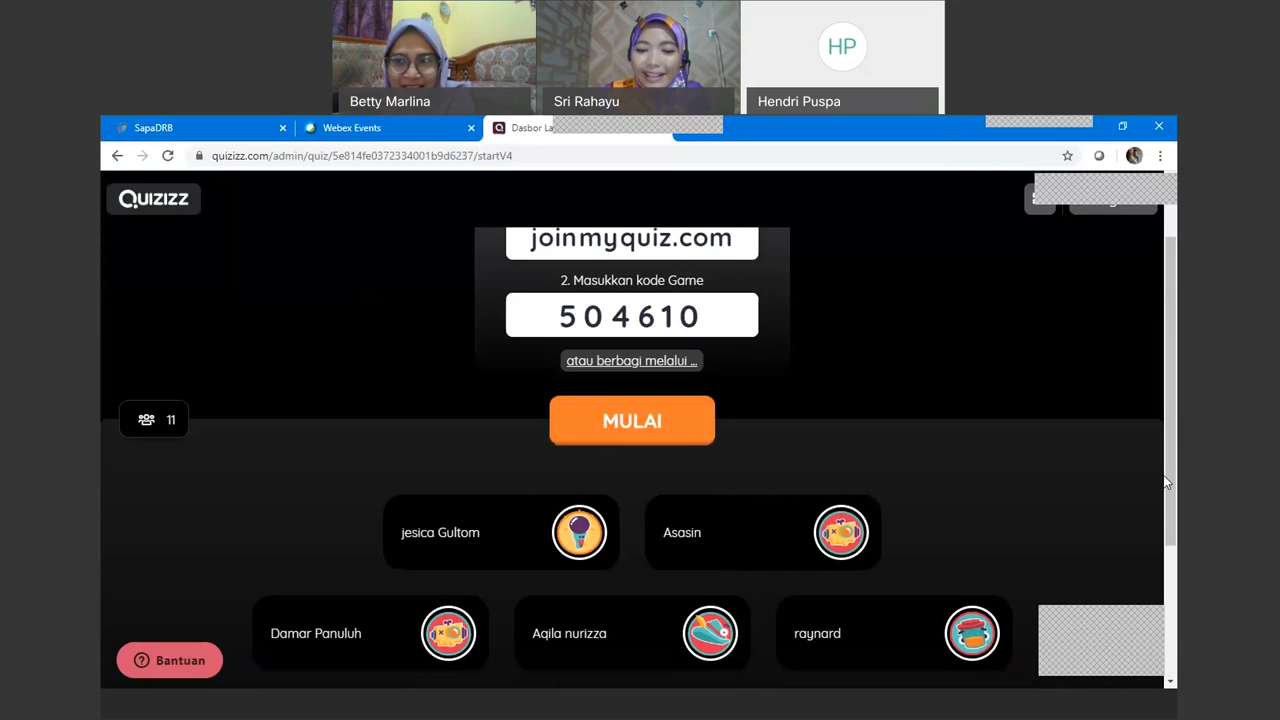 HP
Betty Marlina
Sri Rahayu
Hendri Puspa
SapaDRB
Webex Events
Dasbor
quizizz.com/admin/quiz/5e814fe0372334001b9d6237/startV4
QUIZIZZ
joinmyquiz.com
2. Masukkan kode Game
504610
atau berbagi melalui ...
11
MULAI
jesica Gultom
Asasin
Damar Panuluh
Aqila nurizza
raynard
Bantuan